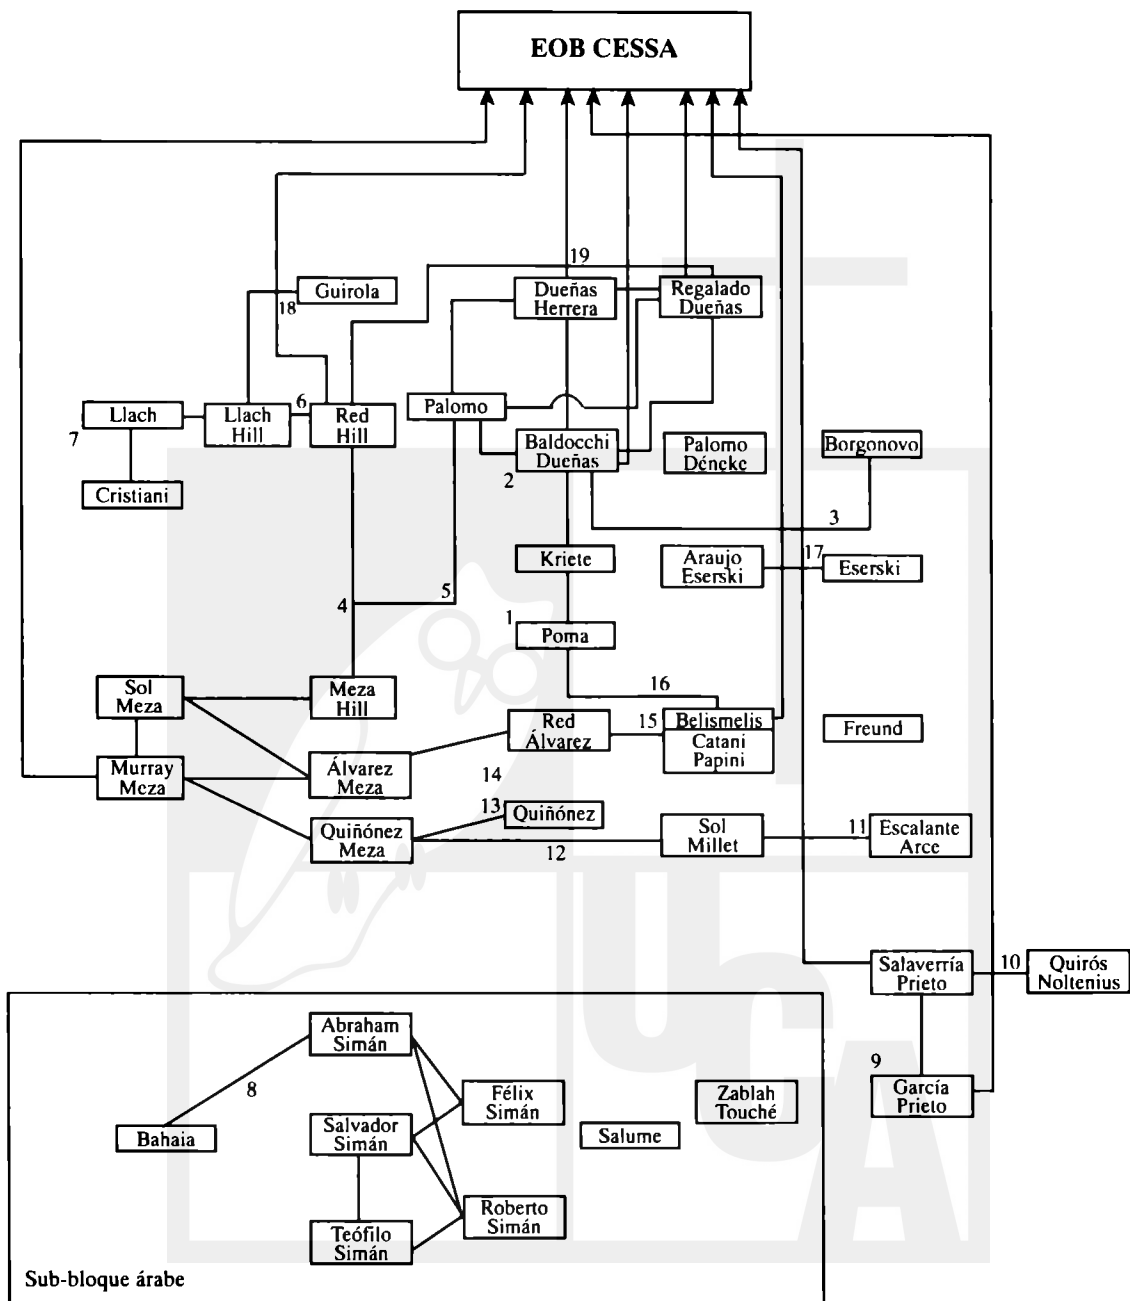 EOB CESSA
19
Guirola
18
Dueñas
Herrera
Regalado
Dueñas
Llach
7
Llach
Hill
6
Red
Hill
Palomo
Baldocchi
Dueñas
2
Palomo
Déneke
Borgonovo
Cristiani
3
Kriete
Araujo
Eserski
17
Eserski
4
5
1
Poma
Sol
Meza
Meza
Hill
16
Red
Álvarez
15
Belismelis
Catani
Papini
Freund
Murray
Meza
Álvarez
Meza
14
13
Quiñónez
Quiñónez
Meza
12
Sol
Millet
11
Escalante
Arce
Salaverría
Prieto
10
Quirós
Noltenius
9
García
Prieto
Abraham
Simán
8
Bahaia
Félix
Simán
Salvador
Simán
Salume
Zablah
Touché
Roberto
Simán
Teófilo
Simán
Sub-bloque árabe
UCA